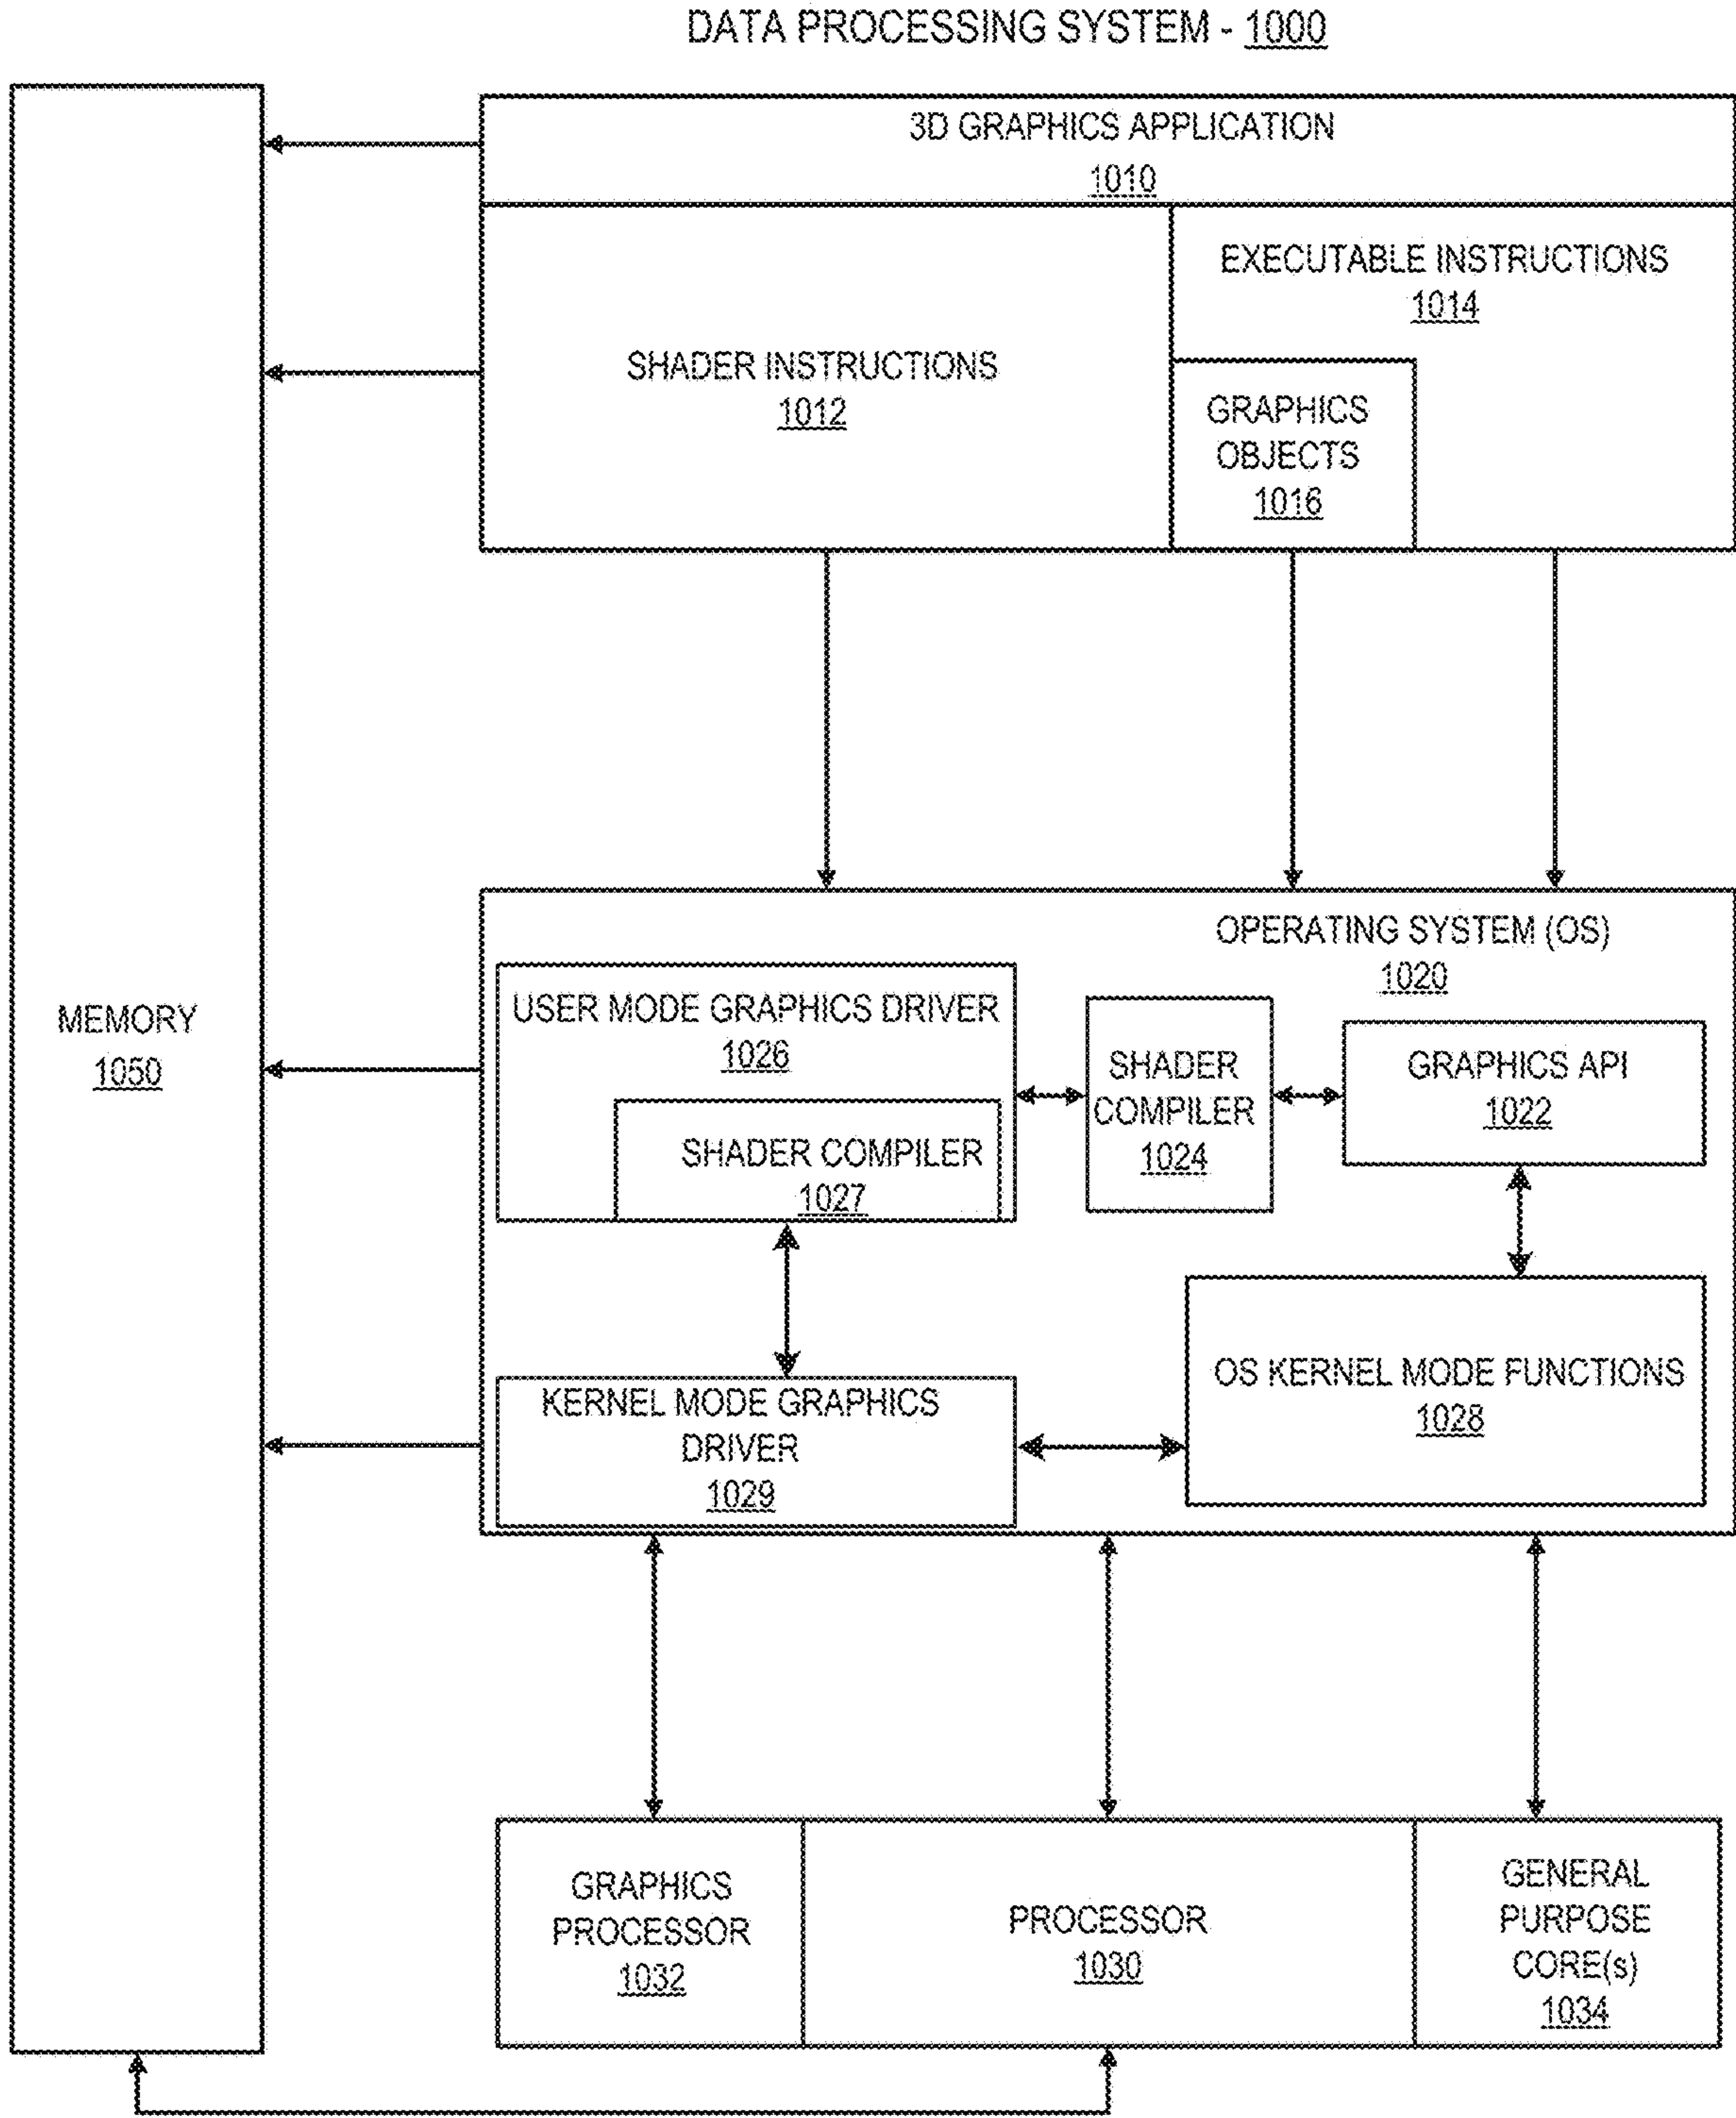 DATA PROCESSING SYSTEM - 1000
3D GRAPHICS APPLICATION
1010
EXECUTABLE INSTRUCTIONS
1014
SHADER INSTRUCTIONS
1012
GRAPHICS
OBJECTS
1016
OPERATING SYSTEM (OS)
1020
MEMORY
1050
USER MODE GRAPHICS DRIVER
1026
SHADER COMPILER
1027
SHADER
COMPILER
1024
GRAPHICS API
1022
KERNEL MODE GRAPHICS
DRIVER
1029
OS KERNEL MODE FUNCTIONS
1028
GRAPHICS
PROCESSOR
1032
PROCESSOR
1030
GENERAL
PURPOSE
CORE(s)
1034